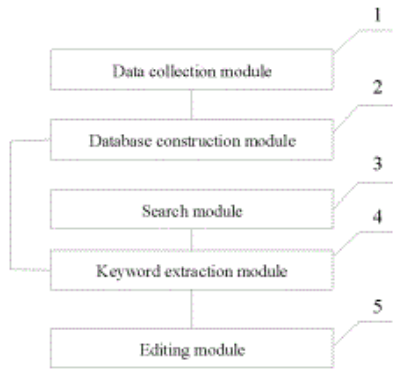 1
Data collection module
2
Database construction module
3
Search module
4
Keyword extraction module
5
Editing module